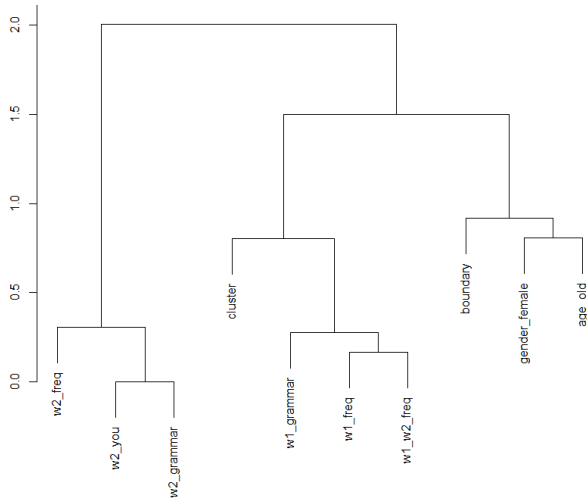 2.0
1.5
1.0
0.5
0.0
w2_freq
w2_you
w2_grammar
cluster
w1_grammar
w1_freq
w1_w2_freq
boundary
gender_female
age_old